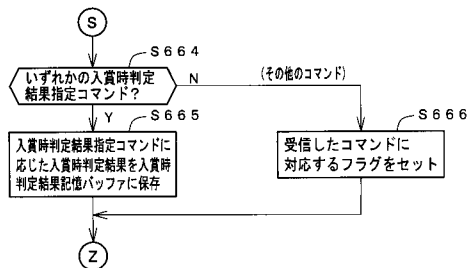 S
S664
いずれかの入賞時判定
結果指定コマンド?
N
(その他のコマンド)
Y
S665
S666
入賞時判定結果指定コマンドに
応じた入賞時判定結果を入賞時
判定結果記憶バッファに保存
受信したコマンドに
対応するフラグをセット
Z